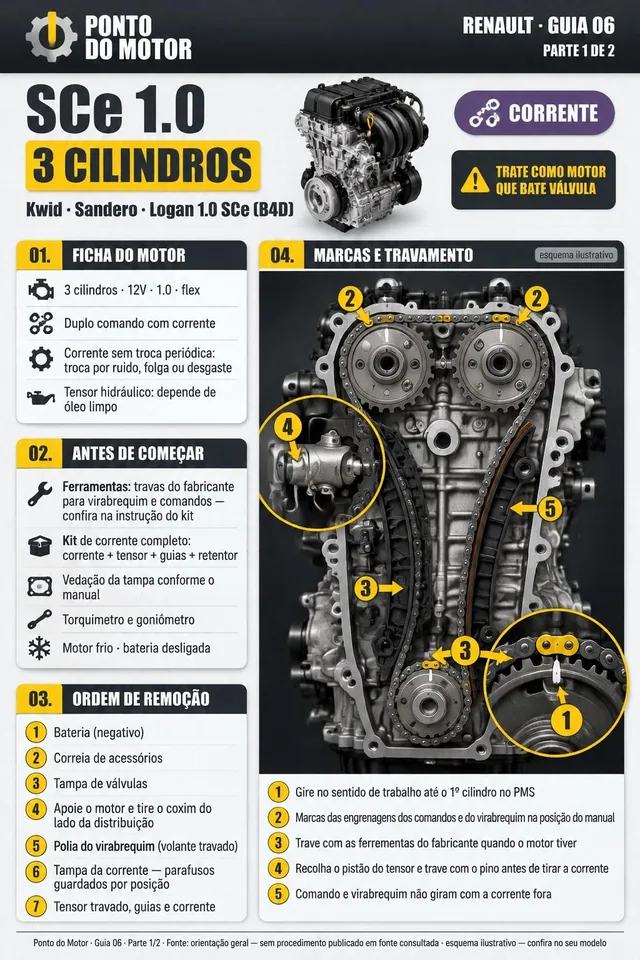 PONTO
DO MOTOR
RENAULT · GUIA 06
PARTE 1 DE 2
SCe 1.0
3 CILINDROS
Kwid · Sandero · Logan 1.0 SCe (B4D)
CORRENTE
TRATE COMO MOTOR
QUE BATE VÁLVULA
01. FICHA DO MOTOR
3 cilindros · 12V · 1.0 · flex
Duplo comando com corrente
Corrente sem troca periódica:
troca por ruído, folga ou desgaste
Tensor hidráulico: depende de
óleo limpo
02. ANTES DE COMEÇAR
Ferramentas: travas do fabricante
para virabrequim e comandos —
confira na instrução do kit
Kit de corrente completo:
corrente + tensor + guias + retentor
Vedação da tampa conforme o
manual
Torquímetro e goniômetro
Motor frio · bateria desligada
03. ORDEM DE REMOÇÃO
1 Bateria (negativo)
2 Correia de acessórios
3 Tampa de válvulas
4 Apoie o motor e tire o coxim do
lado da distribuição
5 Polia do virabrequim (volante travado)
6 Tampa da corrente — parafusos
guardados por posição
7 Tensor travado, guias e corrente
04. MARCAS E TRAVAMENTO
esquema ilustrativo
2
2
4
5
3
3
1
1 Gire no sentido de trabalho até o 1º cilindro no PMS
2 Marcas das engrenagens dos comandos e do virabrequim na posição do manual
3 Trave com as ferramentas do fabricante quando o motor tiver
4 Recolha o pistão do tensor e trave com o pino antes de tirar a corrente
5 Comando e virabrequim não giram com a corrente fora
Ponto do Motor · Guia 06 · Parte 1/2 · Fonte: orientação geral — sem procedimento publicado em fonte consultada · esquema ilustrativo — confira no seu modelo